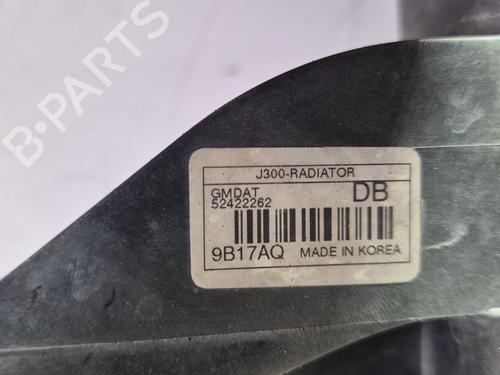 B-PARTS
J300-RADIATOR
GMDAT DB
52422262
9B17AQ MADE IN KOREA